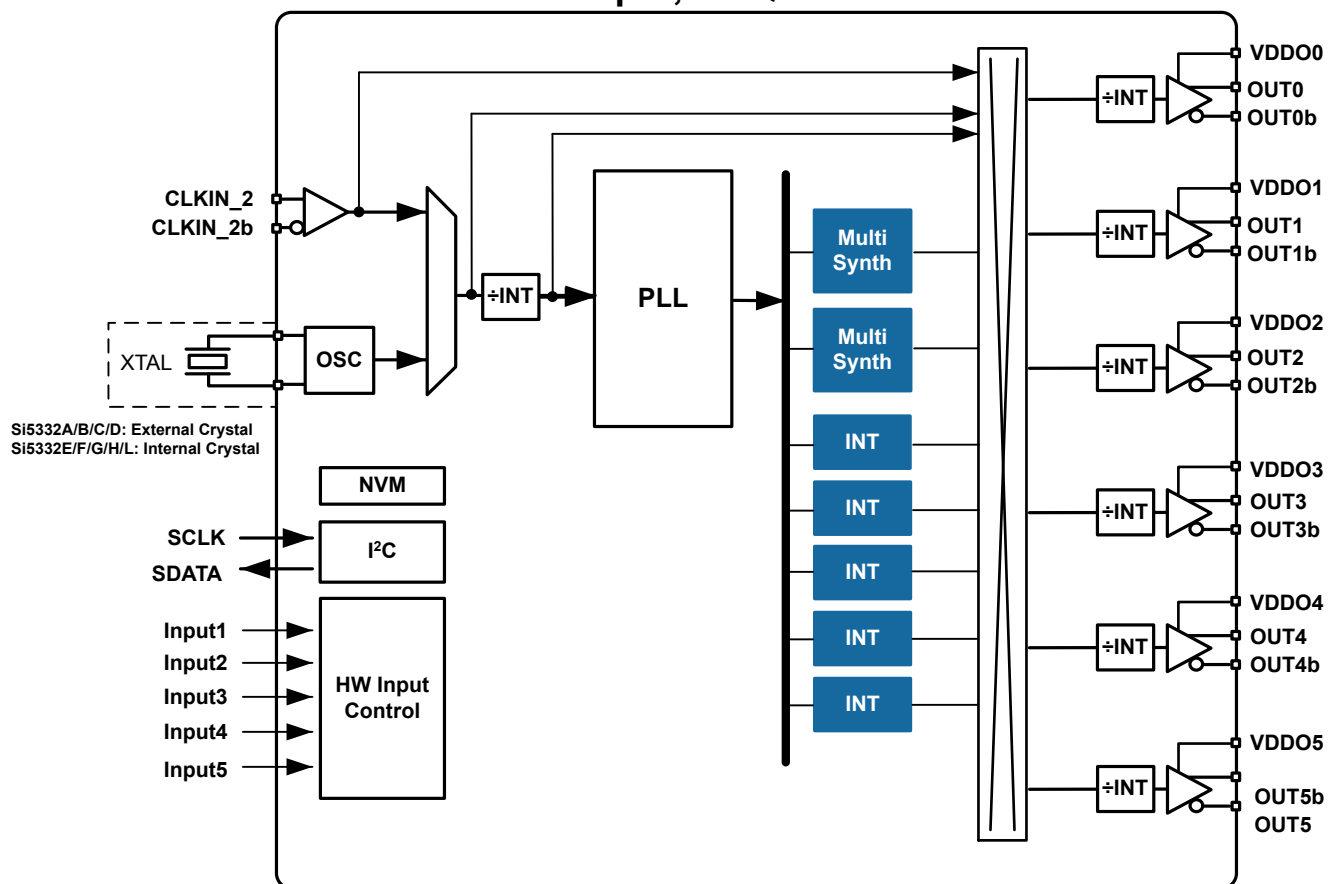 VDDO0
÷INT
OUT0
OUT0b
CLKIN_2
CLKIN_2b
÷INT
PLL
Multi
Synth
VDDO1
÷INT
OUT1
OUT1b
XTAL
OSC
Multi
Synth
VDDO2
÷INT
OUT2
OUT2b
Si5332A/B/C/D: External Crystal
Si5332E/F/G/H/L: Internal Crystal
INT
NVM
INT
VDDO3
÷INT
OUT3
OUT3b
SCLK
SDATA
I²C
INT
Input1
Input2
Input3
Input4
Input5
HW Input
Control
INT
INT
VDDO4
÷INT
OUT4
OUT4b
VDDO5
÷INT
OUT5b
OUT5